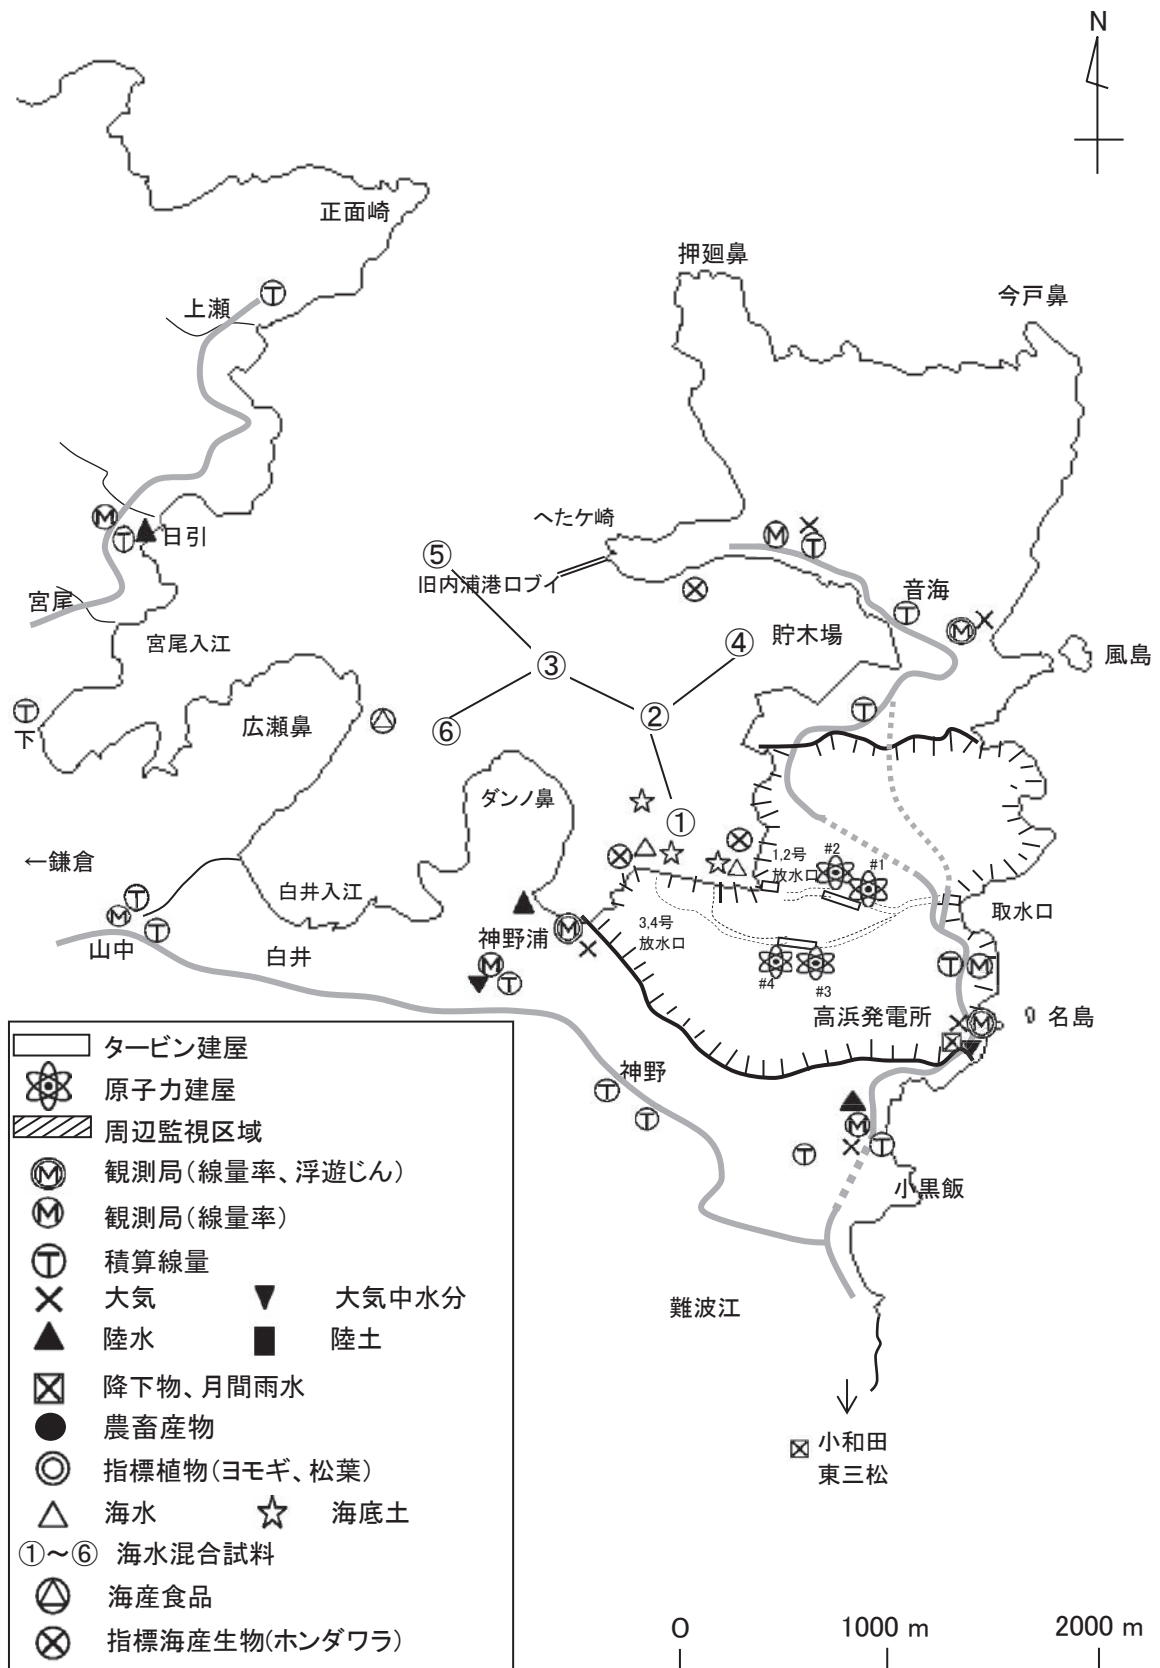 N
正面崎
押廻鼻
今戸鼻
T
上瀬
へたケ崎
M
T
日引
⑤
旧内浦港口ブイ
M
T
音海
T
M
宮尾
宮尾入江
③
④
貯木場
風島
T
下
広瀬鼻
⑥
②
T
ダンノ鼻
①
1,2号
放水口
#2
#1
←鎌倉
白井入江
T
M
T
山中
白井
神野浦
M
M
T
3,4号
放水口
取水口
T
M
#4
#3
高浜発電所
M
名島
神野
T
T
M
T
T
小黒飯
難波江
小和田
東三松
タービン建屋
原子力建屋
周辺監視区域
M 観測局(線量率、浮遊じん)
M 観測局(線量率)
T 積算線量
大気 大気中水分
陸水 陸土
降下物、月間雨水
農畜産物
指標植物(ヨモギ、松葉)
海水 海底土
①～⑥ 海水混合試料
海産食品
指標海産生物(ホンダワラ)
O 1000 m 2000 m